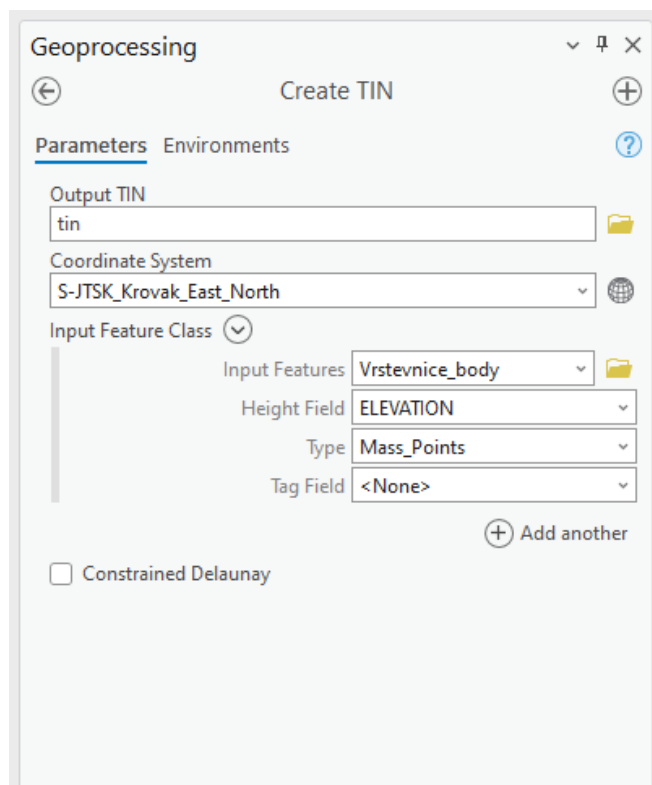 Geoprocessing
Create TIN
Parameters Environments
Output TIN
tin
Coordinate System
S-JTSK_Krovak_East_North
Input Feature Class
Input Features Vrstevnice_body
Height Field ELEVATION
Type Mass_Points
Tag Field <None>
Add another
Constrained Delaunay